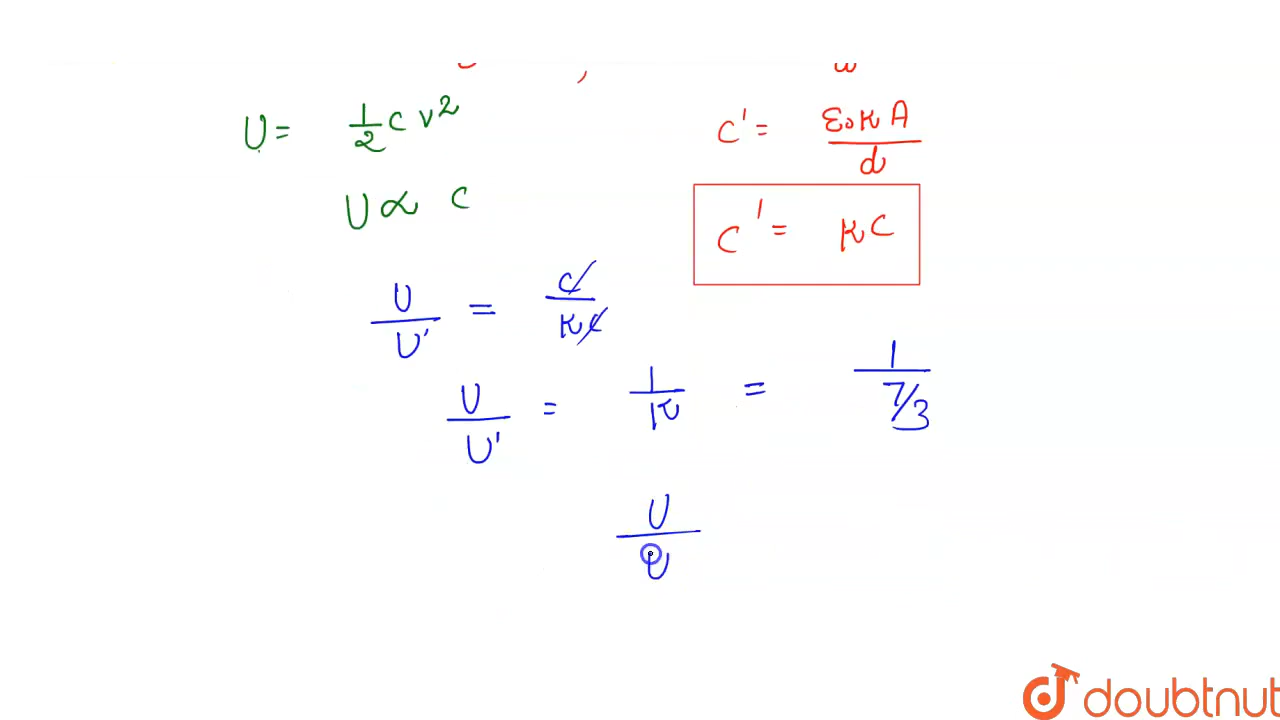 U = 1/2 C V²
C' = ε₀KA/d
U ∝ C
C' = KC
U/U' = C/KC
U/U' = 1/K = 1/(7/3)
U/U
doubtnut